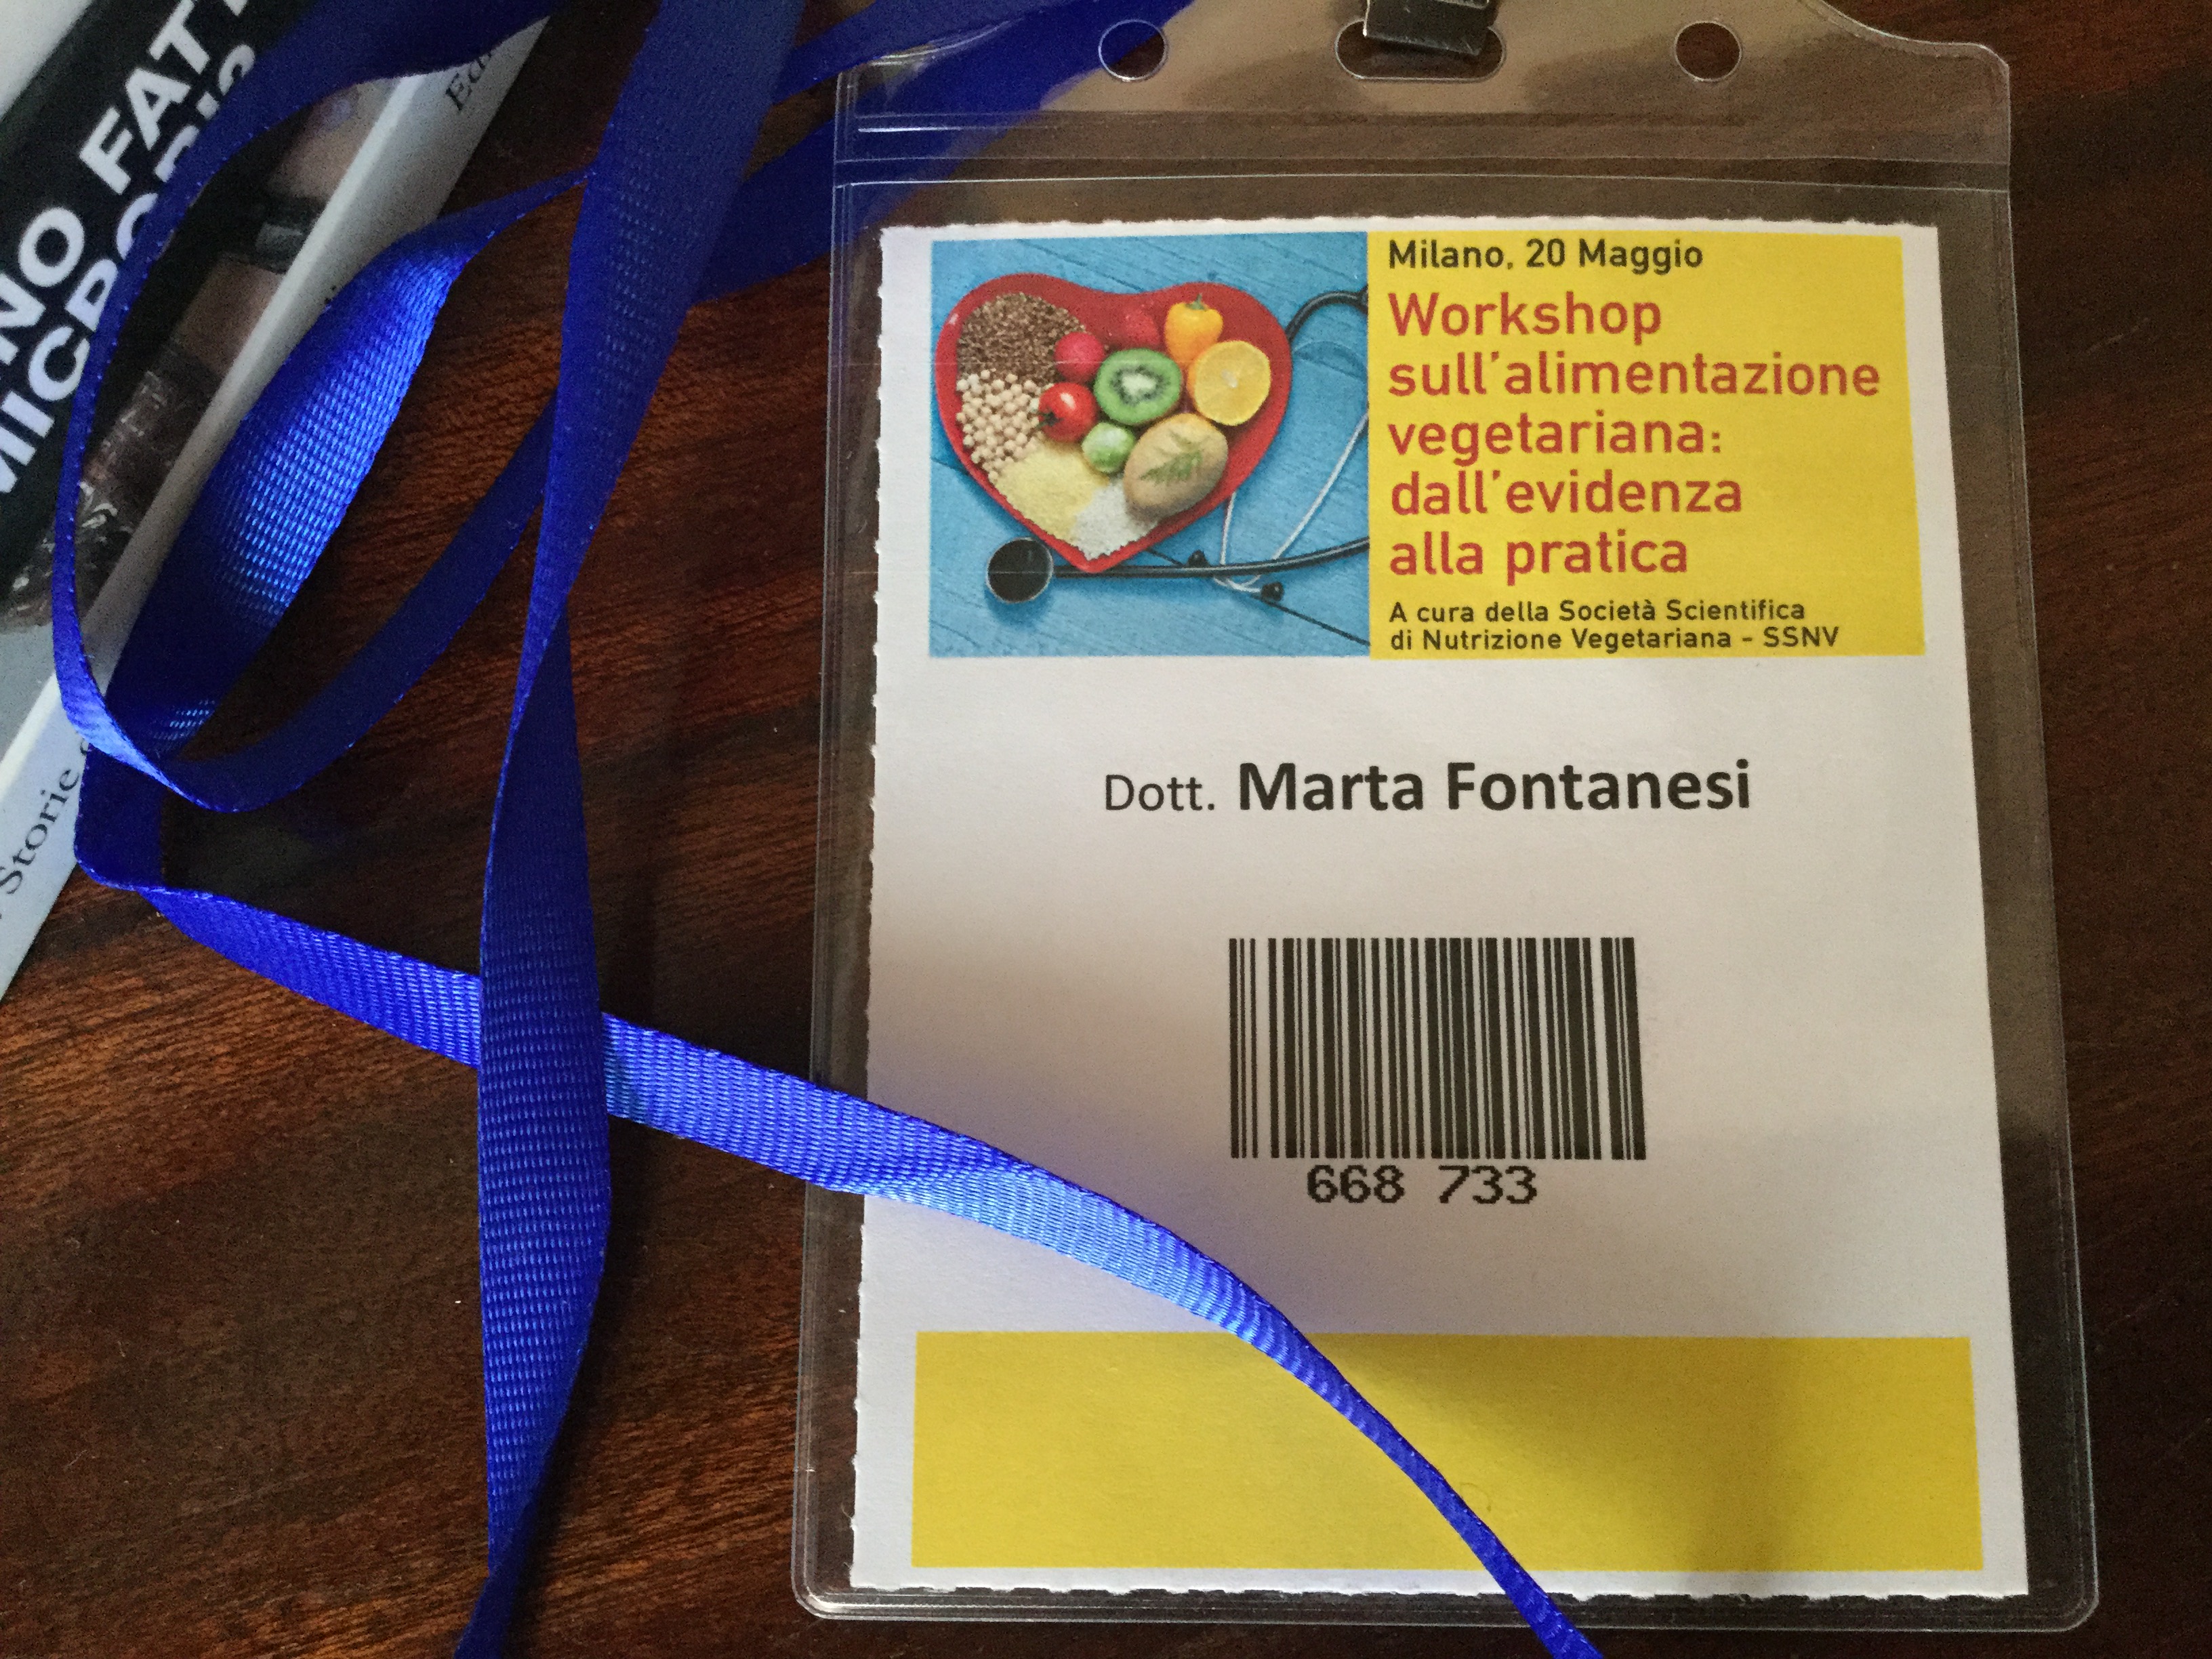 Milano, 20 Maggio
Workshop
sull'alimentazione
vegetariana:
dall'evidenza
alla pratica
A cura della Società Scientifica
di Nutrizione Vegetariana - SSNV
Dott. Marta Fontanesi
668 733
Storie